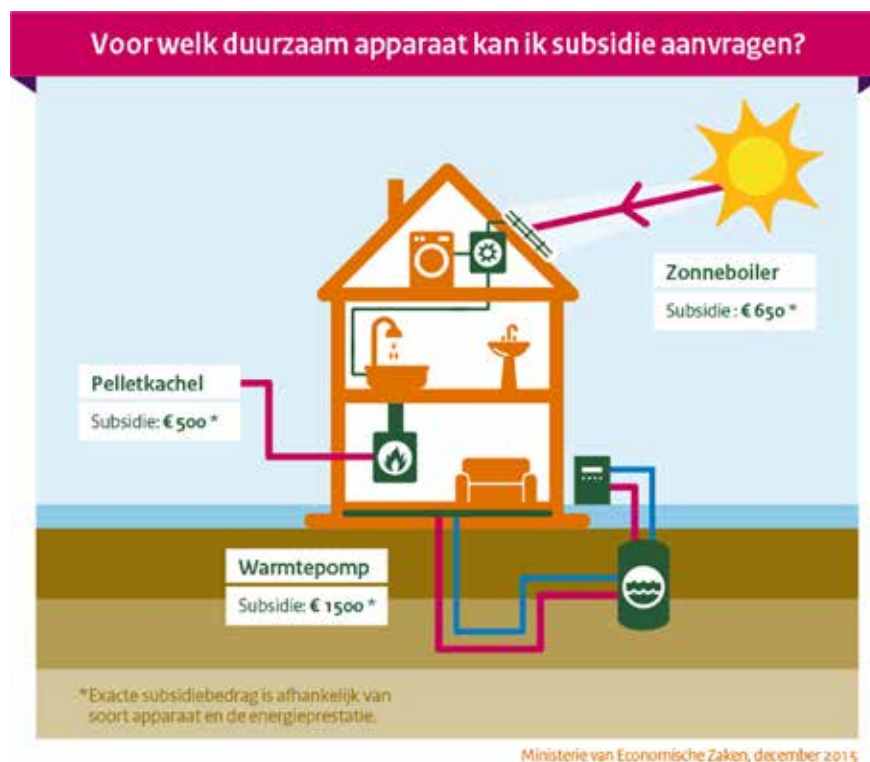 Voor welk duurzaam apparaat kan ik subsidie aanvragen?
Zonneboiler
Subsidie: € 650 *
Pelletkachel
Subsidie: € 500 *
Warmtepomp
Subsidie: € 1500 *
*Exacte subsidiebedrag is afhankelijk van
soort apparaat en de energieprestatie.
Ministerie van Economische Zaken, december 2015